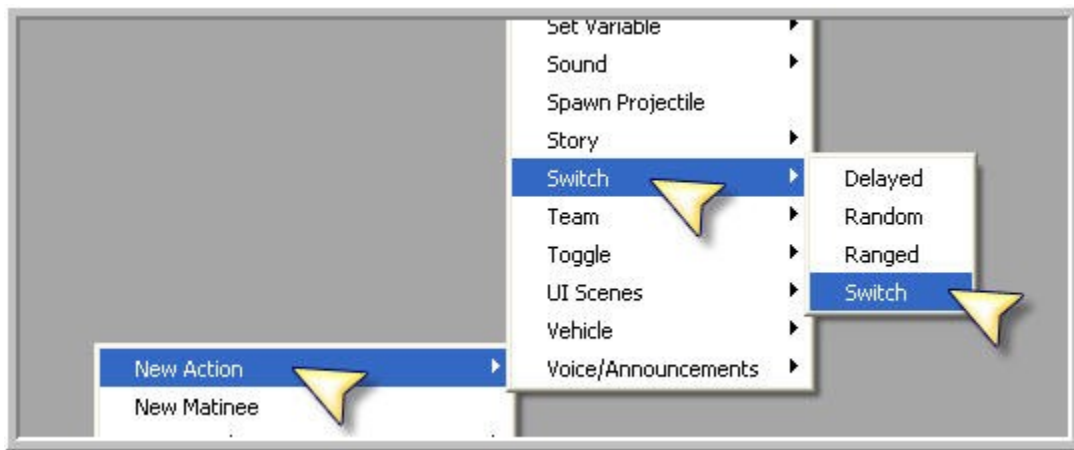 Set Variable
Sound
Spawn Projectile
Story
Switch
Team
Toggle
UI Scenes
Vehicle
Voice/Announcements
Delayed
Random
Ranged
Switch
New Action
New Matinee